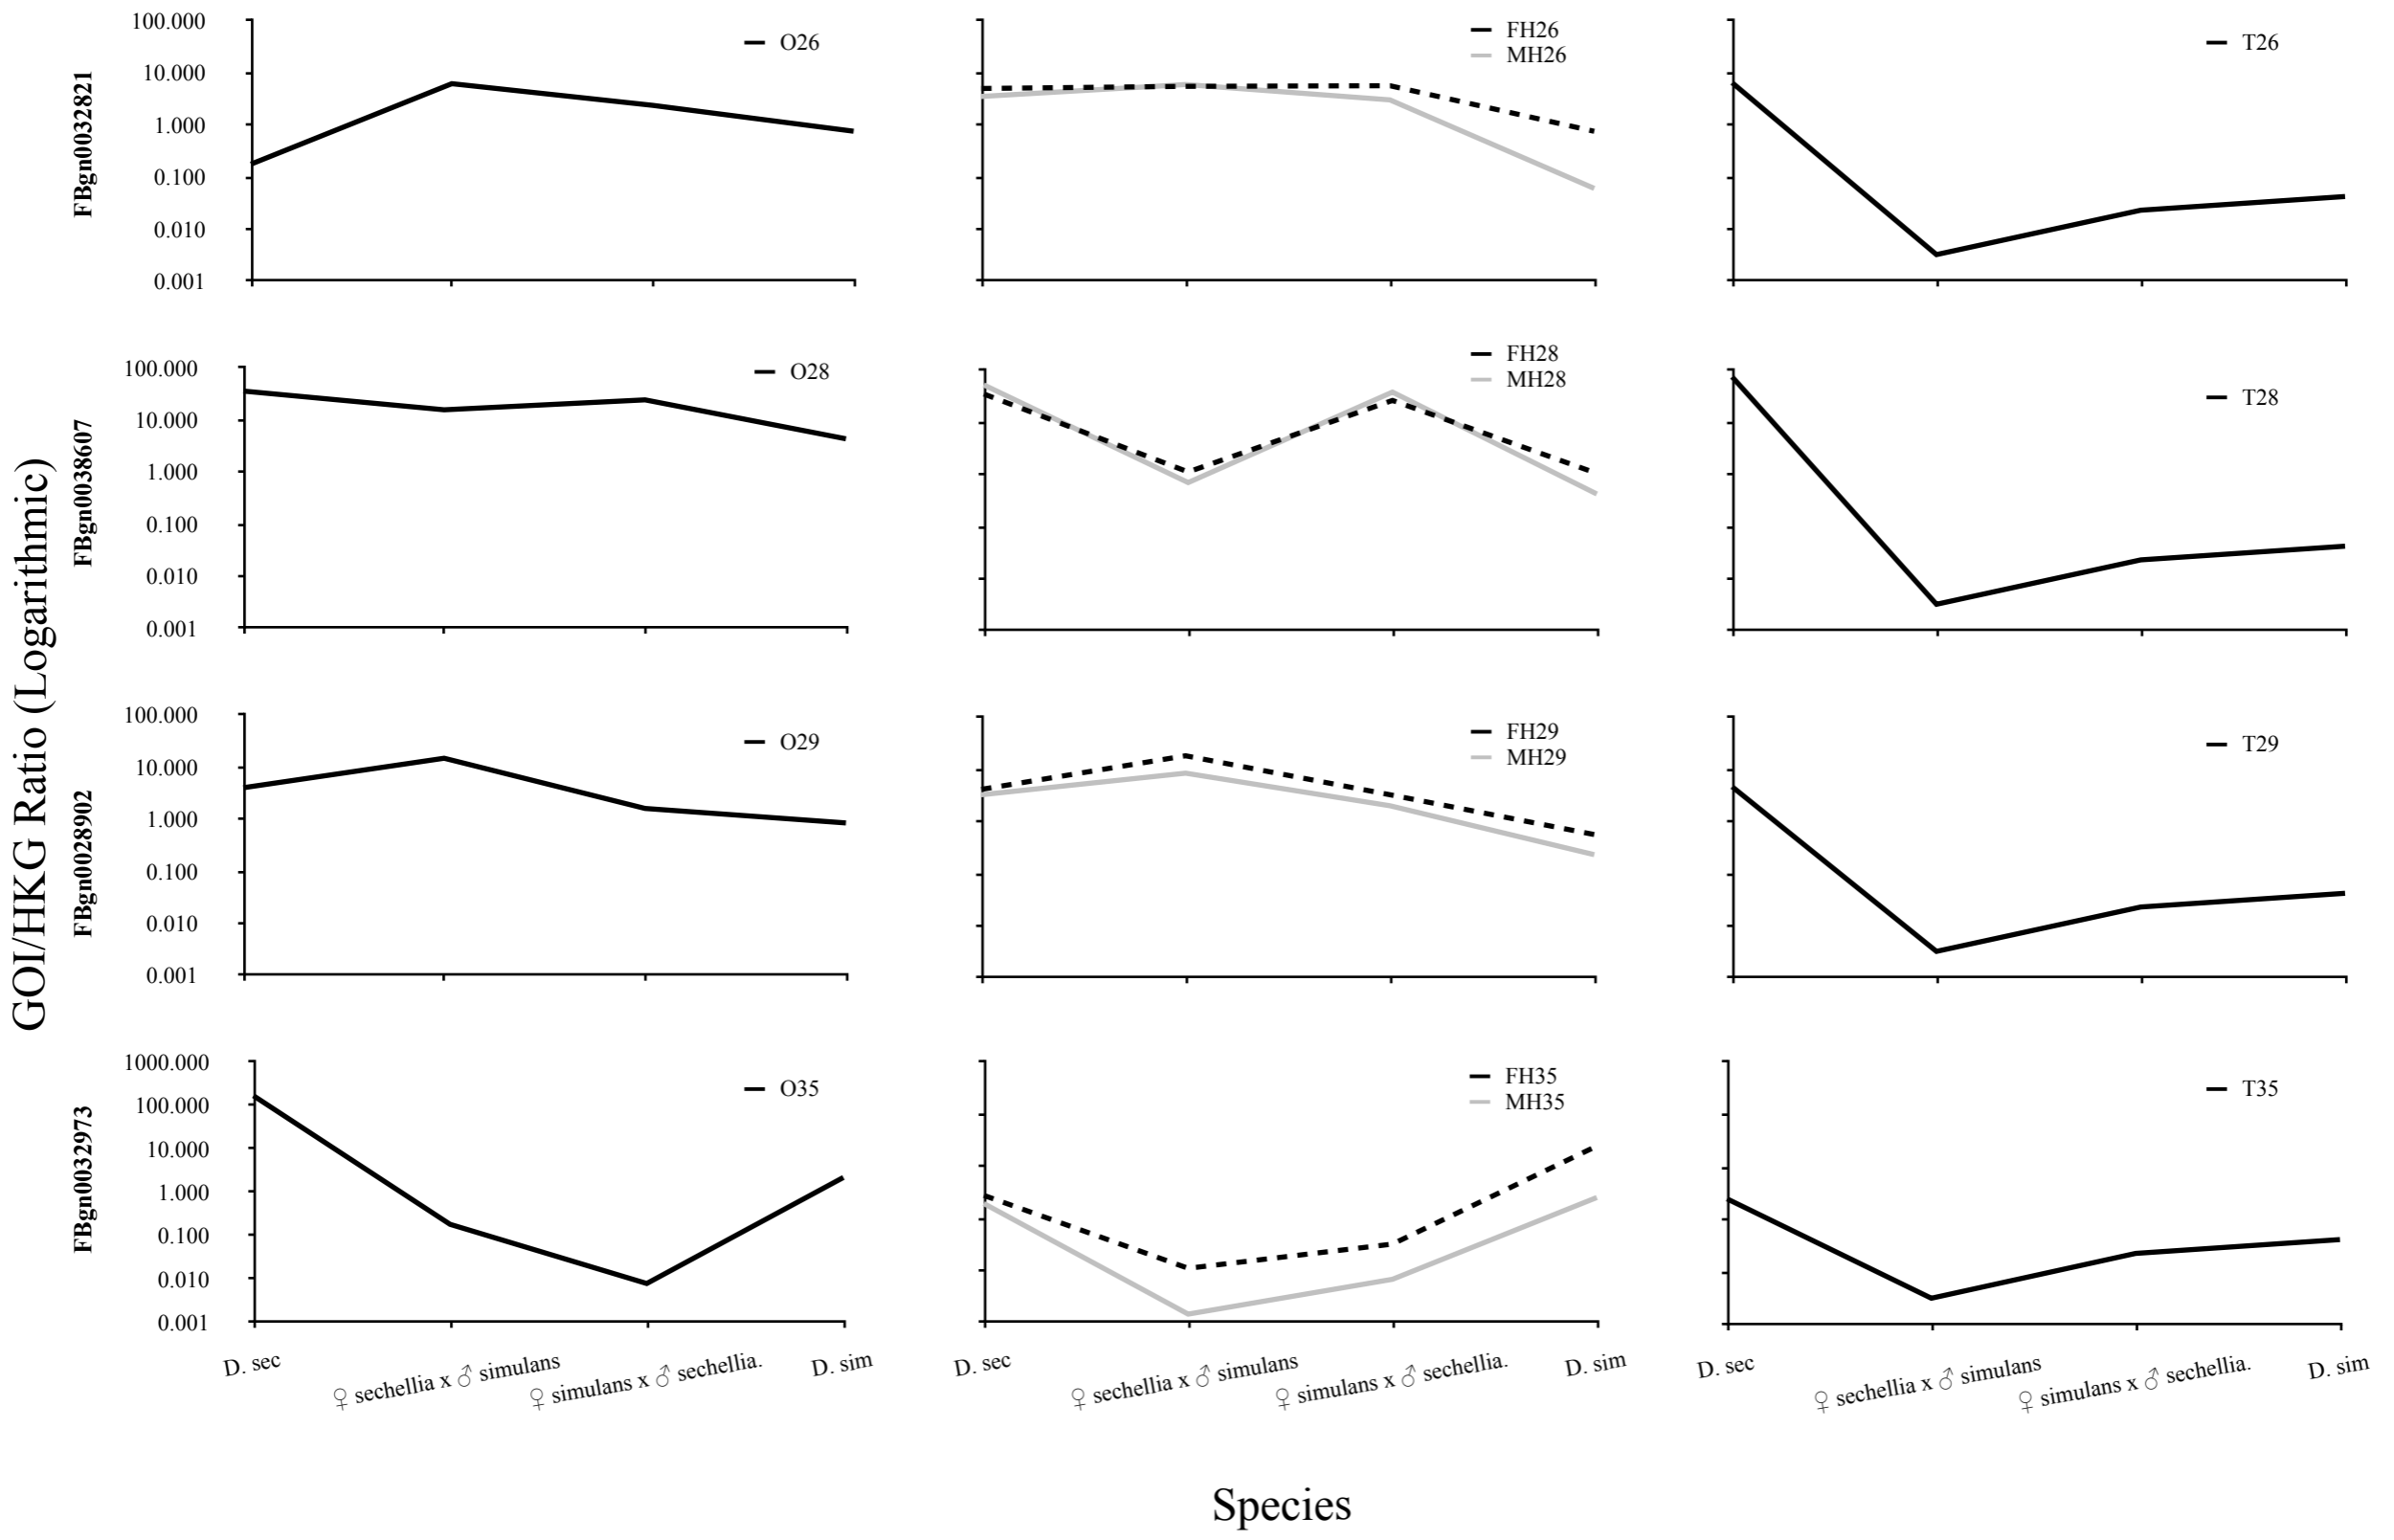 GOI/HKG Ratio (Logarithmic)
FBgn0032821
100.000
10.000
1.000
0.100
0.010
0.001
O26
FH26
MH26
T26
FBgn0038607
100.000
10.000
1.000
0.100
0.010
0.001
O28
FH28
MH28
T28
FBgn0028902
100.000
10.000
1.000
0.100
0.010
0.001
O29
FH29
MH29
T29
FBgn0032973
1000.000
100.000
10.000
1.000
0.100
0.010
0.001
O35
FH35
MH35
T35
D. sec
♀ sechellia x ♂ simulans
♀ simulans x ♂ sechellia.
D. sim
D. sec
♀ sechellia x ♂ simulans
♀ simulans x ♂ sechellia.
D. sim
D. sec
♀ sechellia x ♂ simulans
♀ simulans x ♂ sechellia.
D. sim
Species